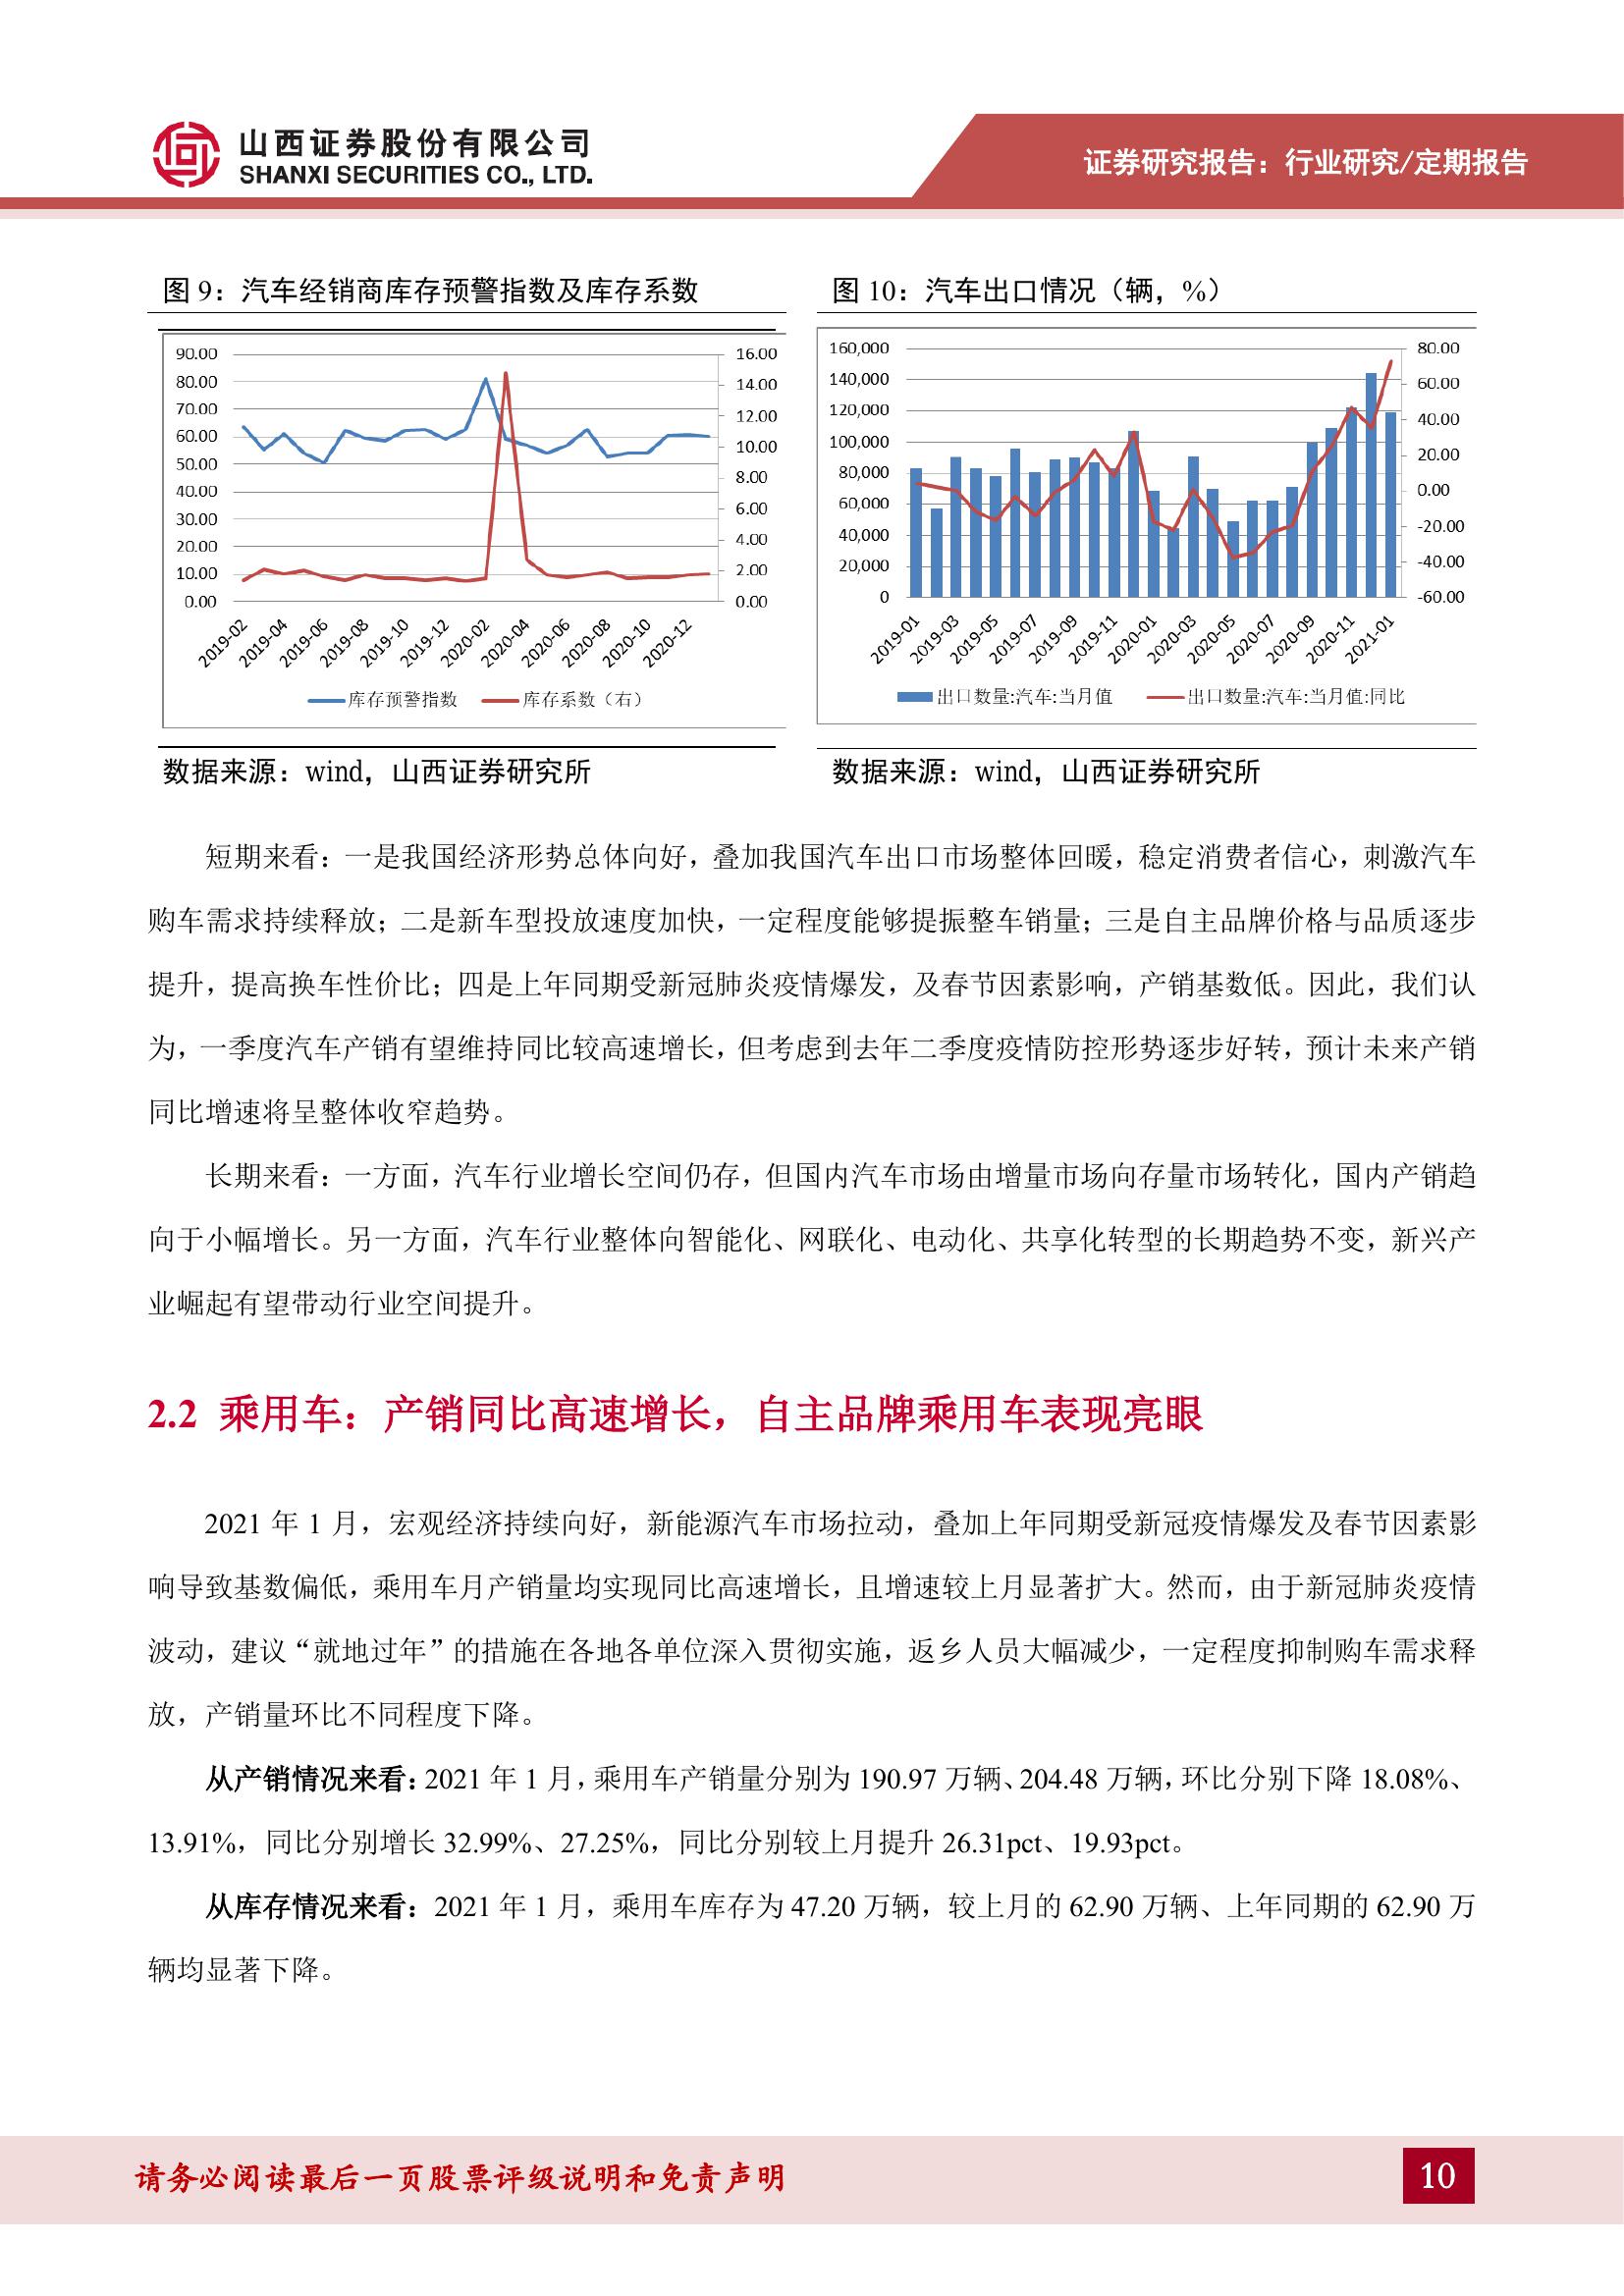 山西证券股份有限公司
SHANXI SECURITIES CO., LTD.
证券研究报告：行业研究/定期报告
图 9：汽车经销商库存预警指数及库存系数
90.00
80.00
70.00
60.00
50.00
40.00
30.00
20.00
10.00
0.00
16.00
14.00
12.00
10.00
8.00
6.00
4.00
2.00
0.00
2019-02
2019-04
2019-06
2019-08
2019-10
2019-12
2020-02
2020-04
2020-06
2020-08
2020-10
2020-12
库存预警指数 库存系数（右）
数据来源：wind，山西证券研究所
图 10：汽车出口情况（辆，%）
160,000
140,000
120,000
100,000
80,000
60,000
40,000
20,000
0
80.00
60.00
40.00
20.00
0.00
-20.00
-40.00
-60.00
2019-01
2019-03
2019-05
2019-07
2019-09
2019-11
2020-01
2020-03
2020-05
2020-07
2020-09
2020-11
2021-01
出口数量:汽车:当月值 出口数量:汽车:当月值:同比
数据来源：wind，山西证券研究所
短期来看：一是我国经济形势总体向好，叠加我国汽车出口市场整体回暖，稳定消费者信心，刺激汽车
购车需求持续释放；二是新车型投放速度加快，一定程度能够提振整车销量；三是自主品牌价格与品质逐步
提升，提高换车性价比；四是上年同期受新冠肺炎疫情爆发，及春节因素影响，产销基数低。因此，我们认
为，一季度汽车产销有望维持同比较高速增长，但考虑到去年二季度疫情防控形势逐步好转，预计未来产销
同比增速将呈整体收窄趋势。
长期来看：一方面，汽车行业增长空间仍存，但国内汽车市场由增量市场向存量市场转化，国内产销趋
向于小幅增长。另一方面，汽车行业整体向智能化、网联化、电动化、共享化转型的长期趋势不变，新兴产
业崛起有望带动行业空间提升。
2.2 乘用车：产销同比高速增长，自主品牌乘用车表现亮眼
2021 年 1 月，宏观经济持续向好，新能源汽车市场拉动，叠加上年同期受新冠疫情爆发及春节因素影
响导致基数偏低，乘用车月产销量均实现同比高速增长，且增速较上月显著扩大。然而，由于新冠肺炎疫情
波动，建议“就地过年”的措施在各地各单位深入贯彻实施，返乡人员大幅减少，一定程度抑制购车需求释
放，产销量环比不同程度下降。
从产销情况来看：2021 年 1 月，乘用车产销量分别为 190.97 万辆、204.48 万辆，环比分别下降 18.08%、
13.91%，同比分别增长 32.99%、27.25%，同比分别较上月提升 26.31pct、19.93pct。
从库存情况来看：2021 年 1 月，乘用车库存为 47.20 万辆，较上月的 62.90 万辆、上年同期的 62.90 万
辆均显著下降。
请务必阅读最后一页股票评级说明和免责声明
10